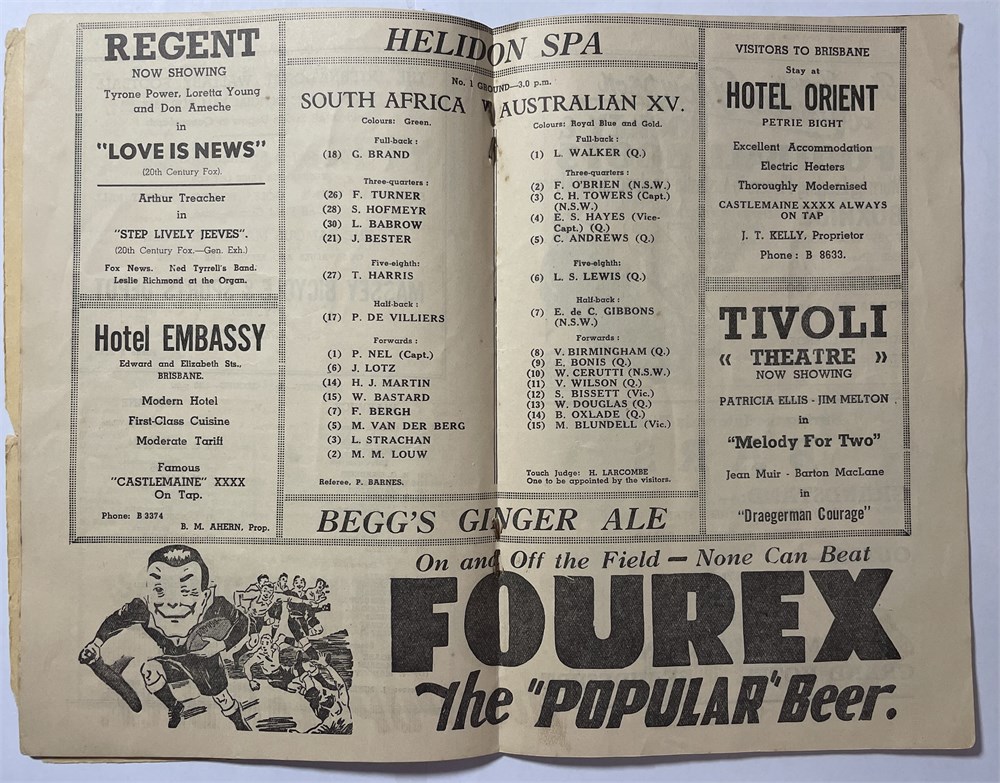 REGENT
NOW SHOWING
Tyrone Power, Loretta Young
and Don Ameche
in
"LOVE IS NEWS"
(20th Century Fox).
Arthur Treacher
in
"STEP LIVELY JEEVES".
(20th Century Fox.—Gen. Exh.)
Fox News. Ned Tyrrell's Band.
Leslie Richmond at the Organ.
Hotel EMBASSY
Edward and Elizabeth Sts.,
BRISBANE.
Modern Hotel
First-Class Cuisine
Moderate Tariff
Famous
"CASTLEMAINE" XXXX
On Tap.
Phone: B 3374
B. M. AHERN, Prop.
HELIDON SPA
No. 1 GROUND—3.0 p.m.
SOUTH AFRICA V AUSTRALIAN XV.
Colours: Green.
Full-back:
(18) G. BRAND
Three-quarters:
(26) F. TURNER
(28) S. HOFMEYR
(30) L. BABROW
(21) J. BESTER
Five-eighth:
(27) T. HARRIS
Half-back:
(17) P. DE VILLIERS
Forwards:
(1) P. NEL (Capt.)
(6) J. LOTZ
(14) H. J. MARTIN
(15) W. BASTARD
(7) F. BERGH
(5) M. VAN DER BERG
(3) L. STRACHAN
(2) M. M. LOUW
Referee, P. BARNES.
Colours: Royal Blue and Gold.
Full-back:
(1) L. WALKER (Q.)
Three-quarters:
(2) F. O'BRIEN (N.S.W.)
(3) C. H. TOWERS (Capt.)
(N.S.W.)
(4) E. S. HAYES (Vice-
Capt.) (Q.)
(5) C. ANDREWS (Q.)
Five-eighth:
(6) L. S. LEWIS (Q.)
Half-back:
(7) E. de C. GIBBONS
(N.S.W.)
Forwards:
(8) V. BIRMINGHAM (Q.)
(9) E. BONIS (Q.)
(10) W. CERUTTI (N.S.W.)
(11) V. WILSON (Q.)
(12) S. BISSETT (Vic.)
(13) W. DOUGLAS (Q.)
(14) B. OXLADE (Q.)
(15) M. BLUNDELL (Vic.)
Touch Judge: H. LARCOMBE
One to be appointed by the visitors.
BEGG'S GINGER ALE
VISITORS TO BRISBANE
Stay at
HOTEL ORIENT
PETRIE BIGHT
Excellent Accommodation
Electric Heaters
Thoroughly Modernised
CASTLEMAINE XXXX ALWAYS
ON TAP
J. T. KELLY, Proprietor
Phone: B 8633.
TIVOLI
« THEATRE »
NOW SHOWING
PATRICIA ELLIS - JIM MELTON
in
"Melody For Two"
Jean Muir - Barton MacLane
in
"Draegerman Courage"
On and Off the Field — None Can Beat
FOUREX
The "POPULAR" Beer.